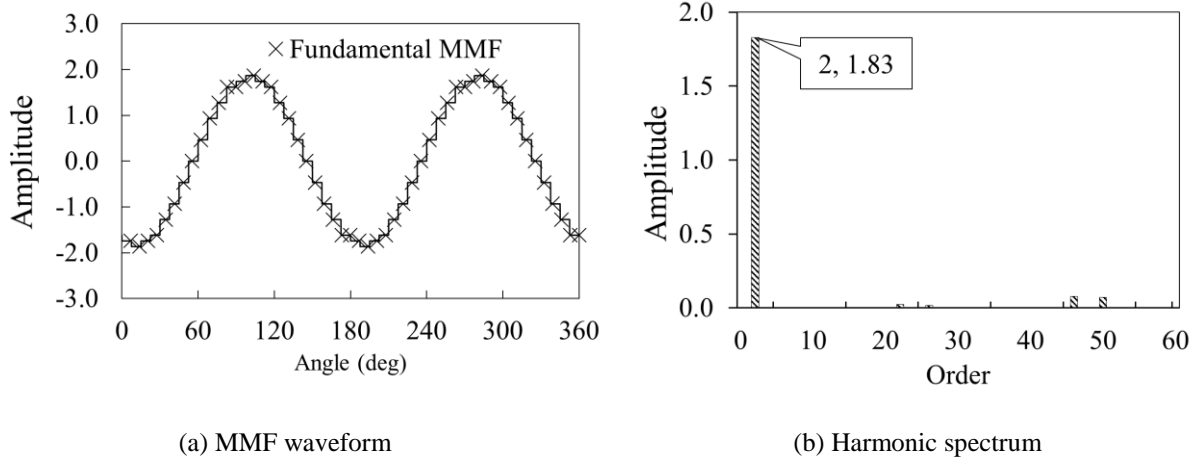 3.0
2.0
1.0
0.0
-1.0
-2.0
-3.0
Amplitude
× Fundamental MMF
0 60 120 180 240 300 360
Angle (deg)
(a) MMF waveform
2.0
1.5
1.0
0.5
0.0
Amplitude
2, 1.83
0 10 20 30 40 50 60
Order
(b) Harmonic spectrum